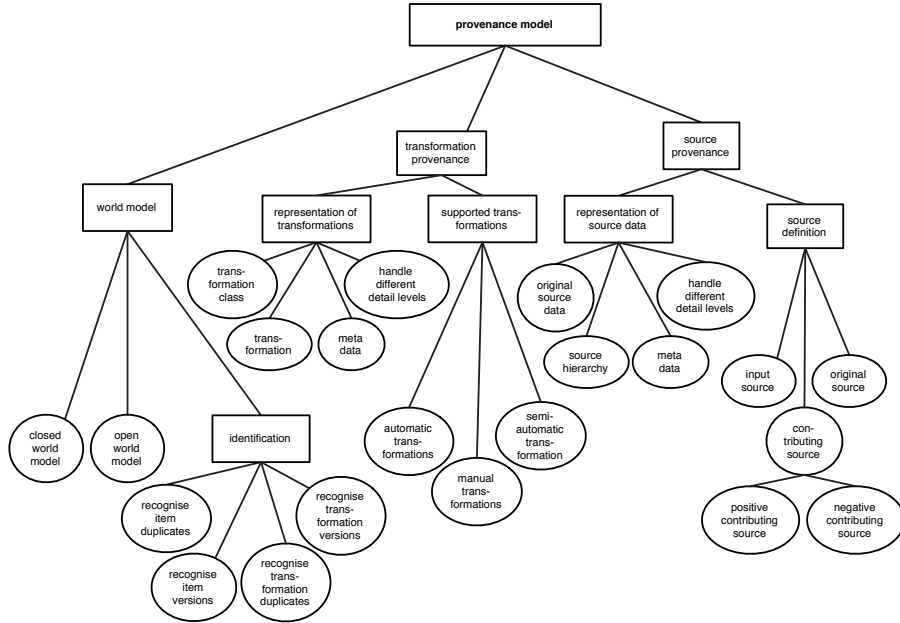 provenance model
transformation
provenance
source
provenance
world model
representation of
transformations
supported trans-
formations
representation of
source data
source
definition
trans-
formation
class
handle
different
detail levels
trans-
formation
meta
data
original
source
data
handle
different
detail levels
source
hierarchy
meta
data
input
source
original
source
closed
world
model
open
world
model
identification
automatic
trans-
formations
semi-
automatic
trans-
formation
manual
trans-
formations
con-
tributing
source
recognise
item
duplicates
recognise
trans-
formation
versions
recognise
item
versions
recognise
trans-
formation
duplicates
positive
contributing
source
negative
contributing
source